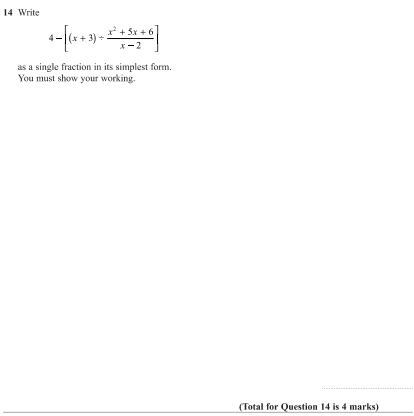 14 Write
4 − [(x + 3) ÷ (x² + 5x + 6)/(x − 2)]
as a single fraction in its simplest form.
You must show your working.
(Total for Question 14 is 4 marks)